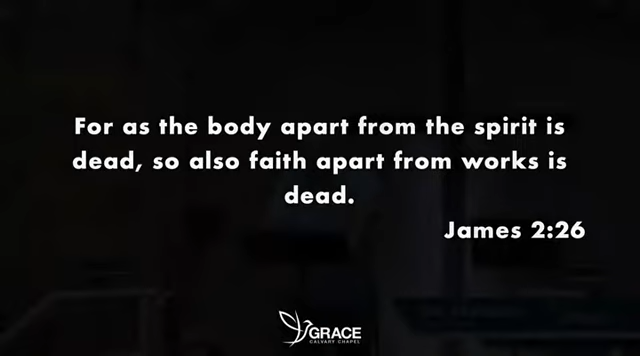 For as the body apart from the spirit is
dead, so also faith apart from works is
dead.
James 2:26
GRACE
CALVARY CHAPEL